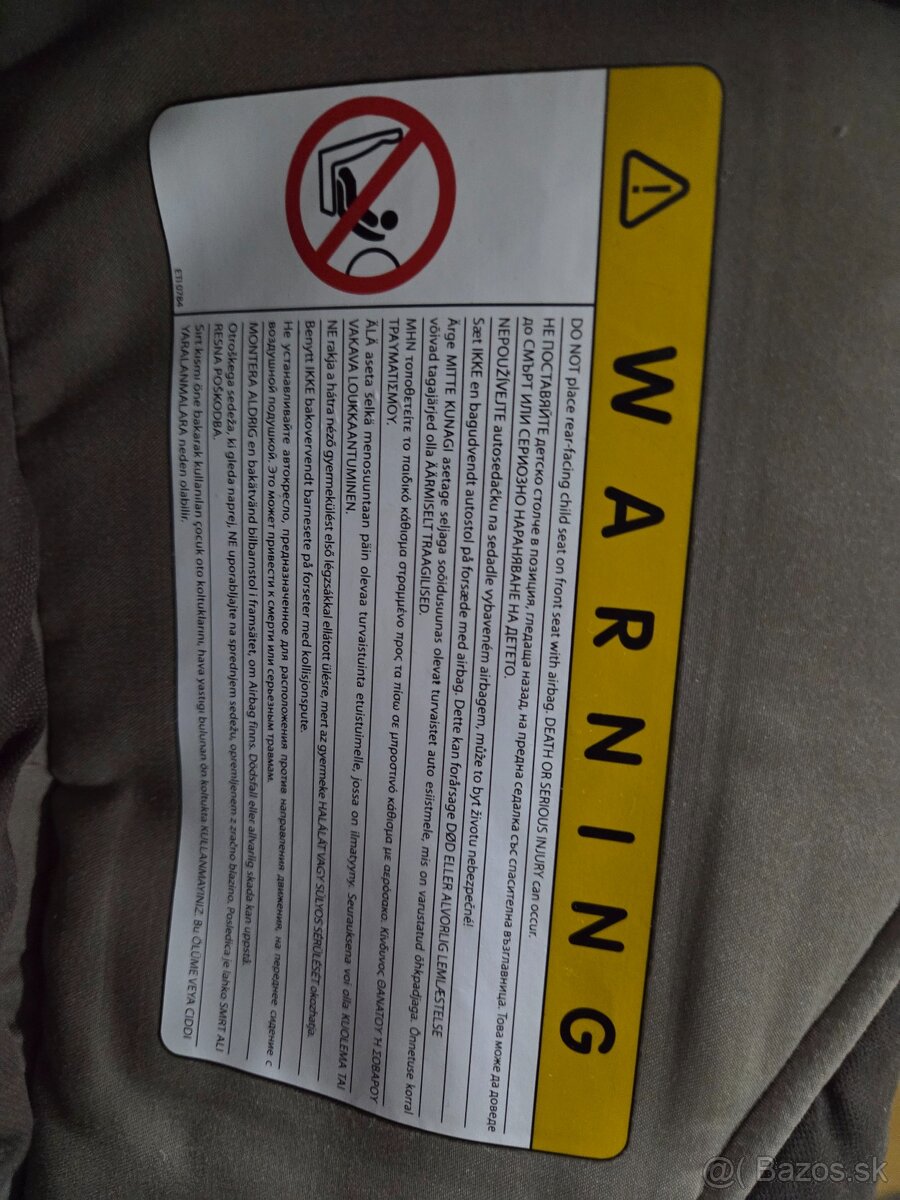 WARNING
DO NOT place rear-facing child seat on front seat with airbag. DEATH OR SERIOUS INJURY can occur.
НЕ ПОСТАВЯЙТЕ детско столче в позиция, гледаща назад, на предна седалка със спасителна възглавница. Това може да доведе
до СМЪРТ ИЛИ СЕРИОЗНО НАРАНЯВАНЕ НА ДЕТЕТО.
NEPOUŽÍVEJTE autosedačku na sedadle vybaveném airbagem, může to byt životu nebezpečné!
Sæt IKKE en bagudvendt autostol på forsæde med airbag. Dette kan forårsage DØD ELLER ALVORLIG LEMLÆSTELSE
Ärge MITTE KUNAGI asetage seljaga soõidusuunas olevat turvaistet auto esiistmele, mis on varustatud õhkpadjaga. Õnnetuse korral
võivad tagajärjed olla ÄÄRMISELT TRAAGILISED.
ΜΗΝ τοποθετείτε το παιδικό κάθισμα στραμμένο προς τα πίσω σε μπροστινό κάθισμα με αερόσακο. Κίνδυνος ΘΑΝΑΤΟΥ Ή ΣΟΒΑΡΟΥ
ΤΡΑΥΜΑΤΙΣΜΟΥ.
ÄLÄ aseta selkä menosuuntaan päin olevaa turvaistuinta etuistuimelle, jossa on ilmatyyny. Seurauksena voi olla KUOLEMA TAI
VAKAVA LOUKKAANTUMINEN.
NE rakja a hátra néző gyermekülést első légzsákkal ellátott ülésre, mert az gyermeke HALÁLÁT VAGY SÚLYOS SÉRÜLÉSÉT okozhatja.
Benytt IKKE bakovervendt barnesete på forseter med kollisjonspute.
Не устанавливайте автокресло, предназначенное для расположения против направления движения, на переднее сидение с
воздушной подушкой. Это может привести к смерти или серьезным травмам.
MONTERA ALDRIG en bakåtvänd bilbarnstol i framsätet, om Airbag finns. Dödsfall eller allvarlig skada kan uppstå.
Otroškega sedeža, ki gleda naprej, NE uporabljajte na sprednjem sedežu, opremljenem z zračno blazino. Posledica je lahko SMRT ALI
RESNA POŠKODBA.
Sırt kısmı öne bakarak kullanılan çocuk oto koltuklarını, hava yastıgı bulunan ön koltukta KULLANMAYINIZ. Bu ÖLÜME VEYA CIDDI
YARALANMALARA neden olabilir.
ETI 0784
@( Bazos.sk